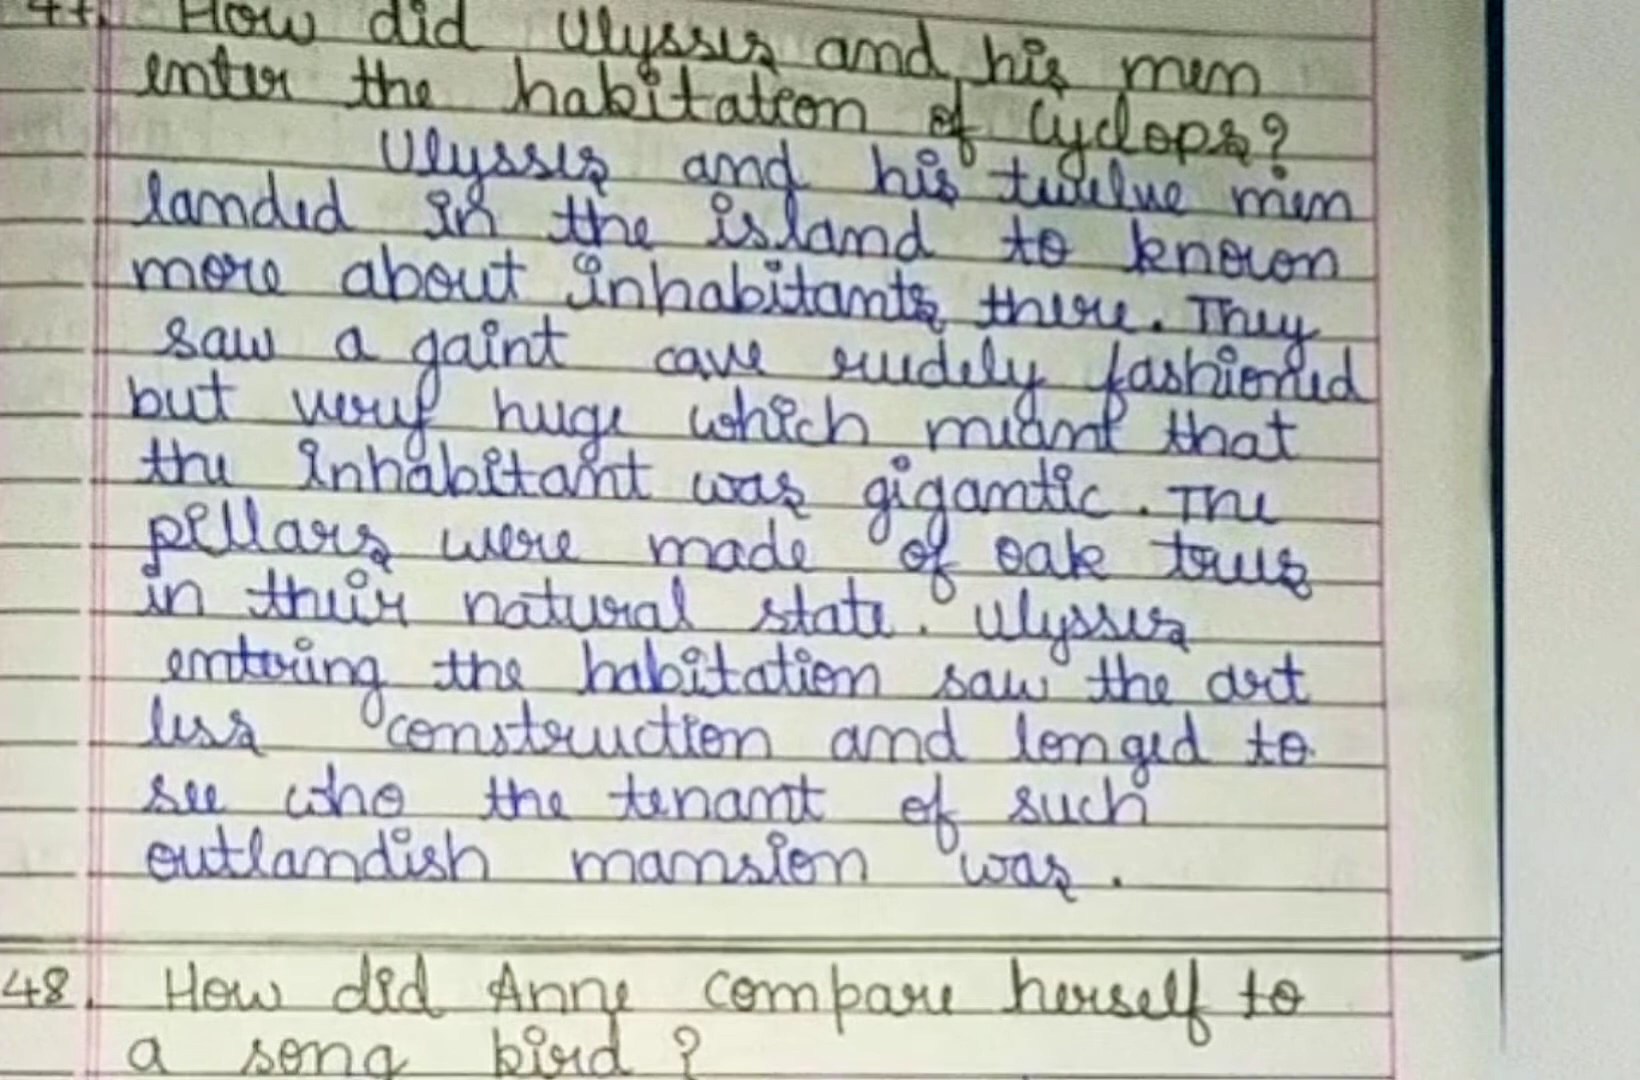 47. How did Ulysses and his men
enter the habitation of Cyclops?
Ulysses and his twelve men
landed in the island to known
more about inhabitants there. They
saw a gaint cave rudely fashioned
but very huge which meant that
the inhabitant was gigantic. The
pillars were made of oak trees
in their natural state. Ulysses
entering the habitation saw the art
less construction and longed to
see who the tenant of such
outlandish mansion was.
48. How did Anne compare herself to
a song bird?